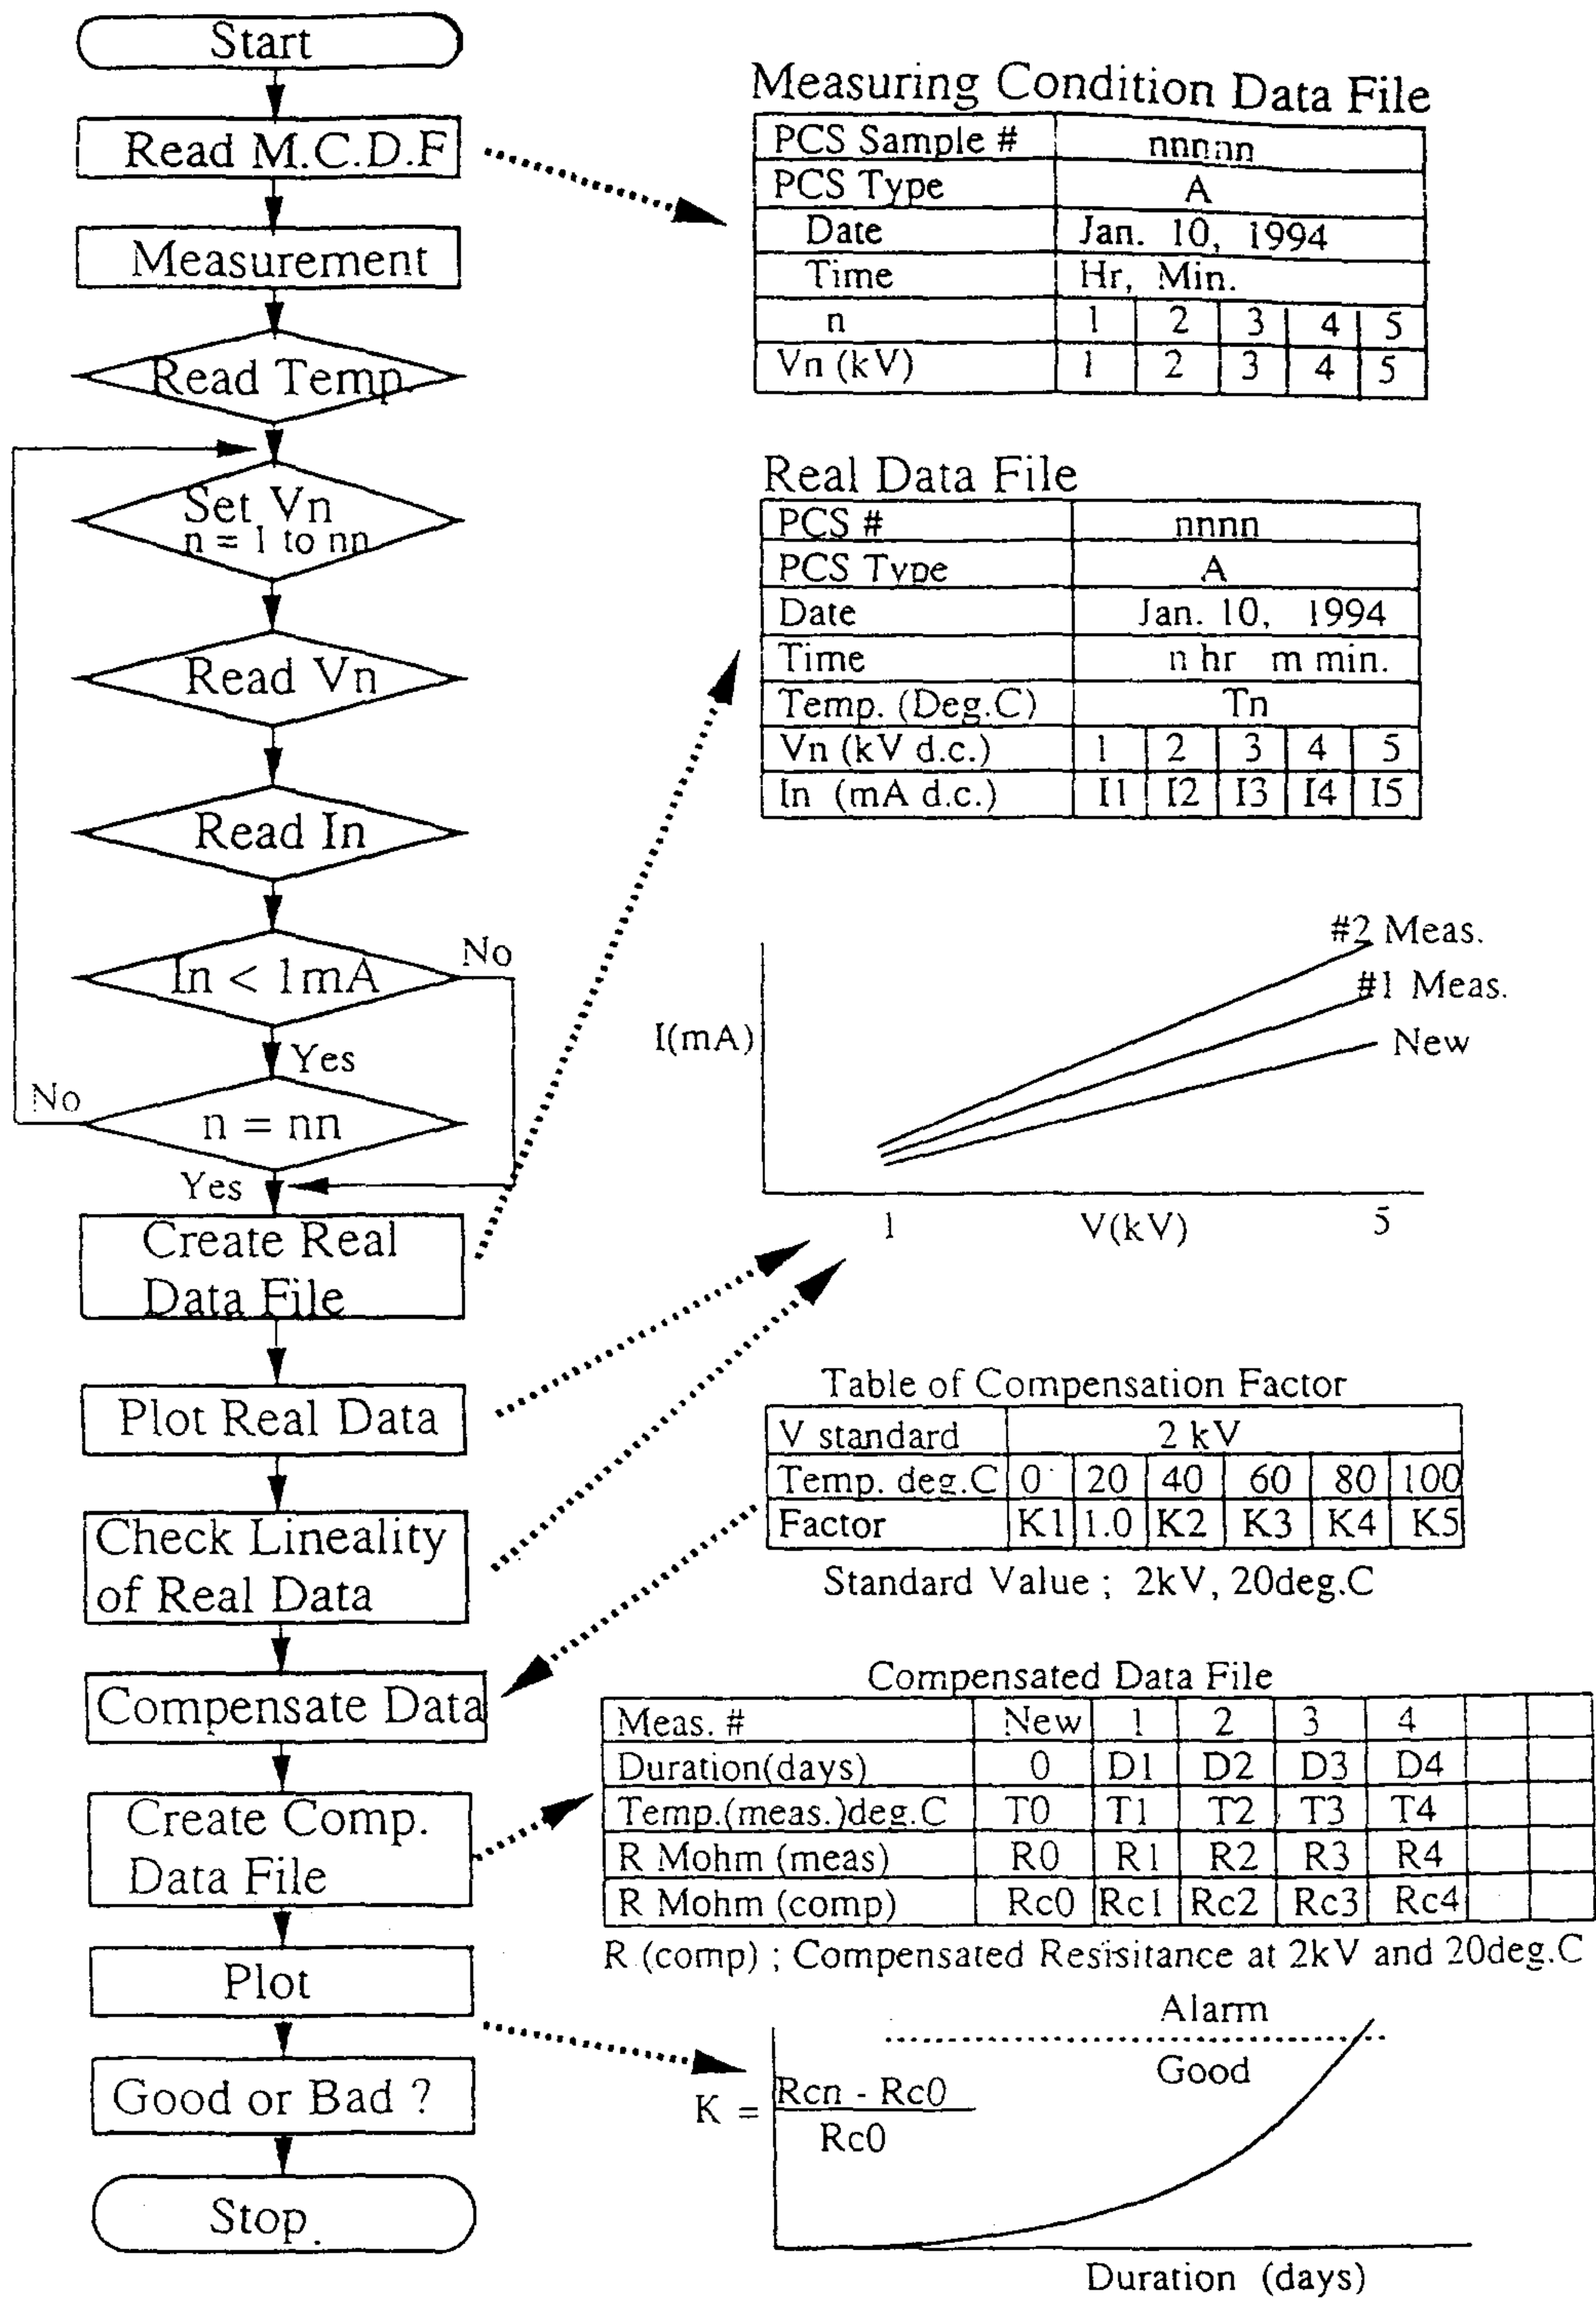 Start
Read M.C.D.F
Measurement
Read Temp.
Set Vn
n = 1 to nn
Read Vn
Read In
In < 1mA
No
Yes
No
n = nn
Yes
Create Real
Data File
Plot Real Data
Check Lineality
of Real Data
Compensate Data
Create Comp.
Data File
Plot
Good or Bad ?
Stop
Measuring Condition Data File
PCS Sample # nnnnn
PCS Type A
Date Jan. 10, 1994
Time Hr, Min.
n 1 2 3 4 5
Vn (kV) 1 2 3 4 5
Real Data File
PCS # nnnn
PCS Type A
Date Jan. 10, 1994
Time n hr m min.
Temp. (Deg.C) Tn
Vn (kV d.c.) 1 2 3 4 5
In (mA d.c.) I1 I2 I3 I4 I5
#2 Meas.
#1 Meas.
I(mA)
New
1 V(kV) 5
Table of Compensation Factor
V standard 2 kV
Temp. deg.C 0 20 40 60 80 100
Factor K1 1.0 K2 K3 K4 K5
Standard Value ; 2kV, 20deg.C
Compensated Data File
Meas. # New 1 2 3 4
Duration(days) 0 D1 D2 D3 D4
Temp.(meas.)deg.C T0 T1 T2 T3 T4
R Mohm (meas) R0 R1 R2 R3 R4
R Mohm (comp) Rc0 Rc1 Rc2 Rc3 Rc4
R (comp) ; Compensated Resisitance at 2kV and 20deg.C
Alarm
Good
K = Rcn - Rc0
Rc0
Duration (days)